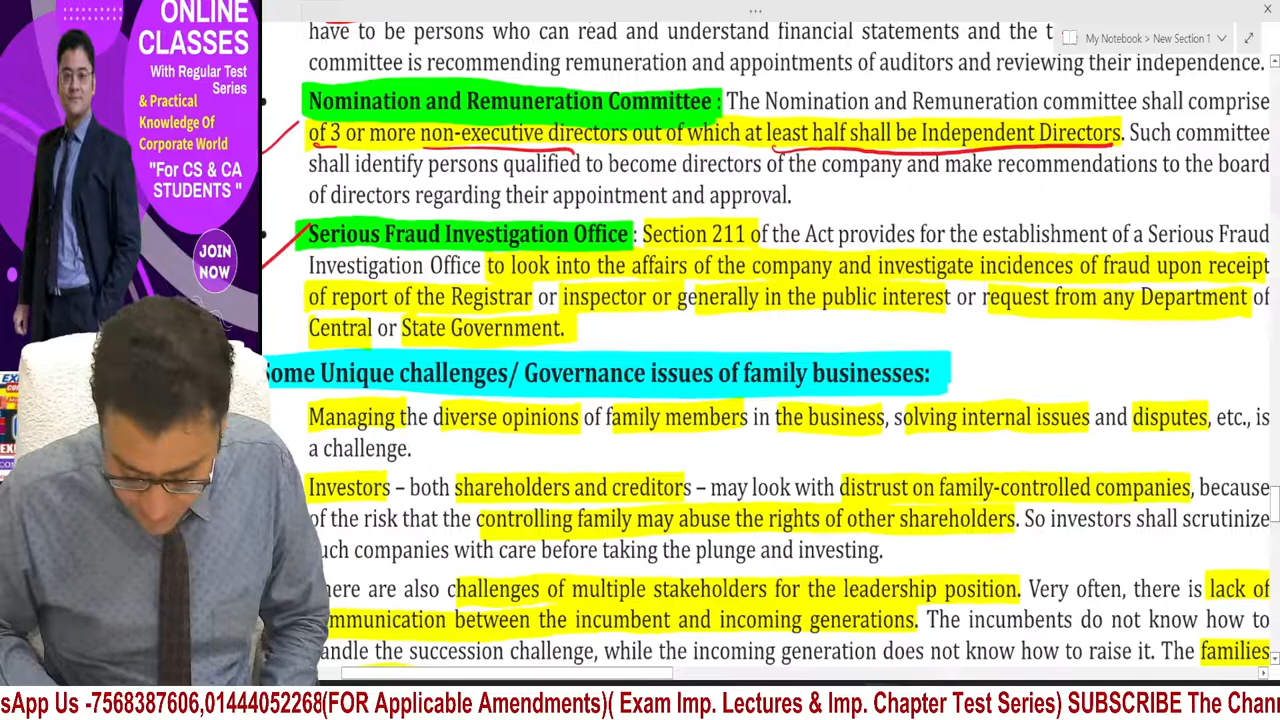 ONLINE
CLASSES
With Regular Test
Series
& Practical
Knowledge Of
Corporate World
"For CS & CA
STUDENTS "
JOIN
NOW
My Notebook > New Section 1
have to be persons who can read and understand financial statements and the t
committee is recommending remuneration and appointments of auditors and reviewing their independence.
Nomination and Remuneration Committee : The Nomination and Remuneration committee shall comprise
of 3 or more non-executive directors out of which at least half shall be Independent Directors. Such committee
shall identify persons qualified to become directors of the company and make recommendations to the board
of directors regarding their appointment and approval.
Serious Fraud Investigation Office : Section 211 of the Act provides for the establishment of a Serious Fraud
Investigation Office to look into the affairs of the company and investigate incidences of fraud upon receipt
of report of the Registrar or inspector or generally in the public interest or request from any Department of
Central or State Government.
Some Unique challenges/ Governance issues of family businesses:
Managing the diverse opinions of family members in the business, solving internal issues and disputes, etc., is
a challenge.
Investors – both shareholders and creditors – may look with distrust on family-controlled companies, because
of the risk that the controlling family may abuse the rights of other shareholders. So investors shall scrutinize
uch companies with care before taking the plunge and investing.
here are also challenges of multiple stakeholders for the leadership position. Very often, there is lack of
mmunication between the incumbent and incoming generations. The incumbents do not know how to
andle the succession challenge, while the incoming generation does not know how to raise it. The families
sApp Us -7568387606,01444052268(FOR Applicable Amendments)( Exam Imp. Lectures & Imp. Chapter Test Series) SUBSCRIBE The Chan